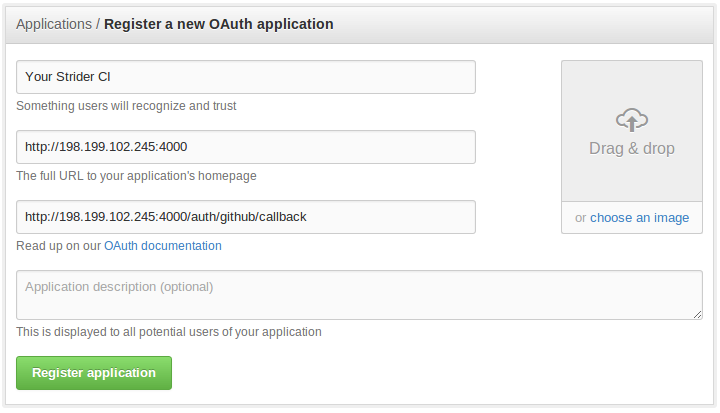 Applications / Register a new OAuth application
Your Strider CI
Something users will recognize and trust
http://198.199.102.245:4000
The full URL to your application's homepage
http://198.199.102.245:4000/auth/github/callback
Read up on our OAuth documentation
Drag & drop
or choose an image
Application description (optional)
This is displayed to all potential users of your application
Register application